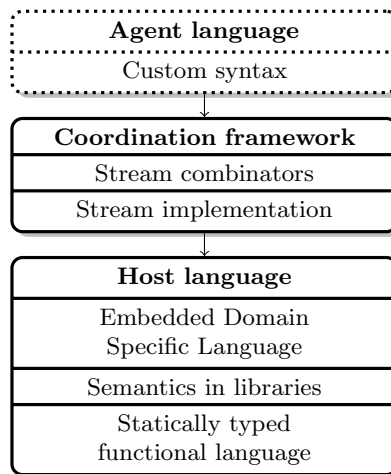 Agent language
Custom syntax
Coordination framework
Stream combinators
Stream implementation
Host language
Embedded Domain
Specific Language
Semantics in libraries
Statically typed
functional language